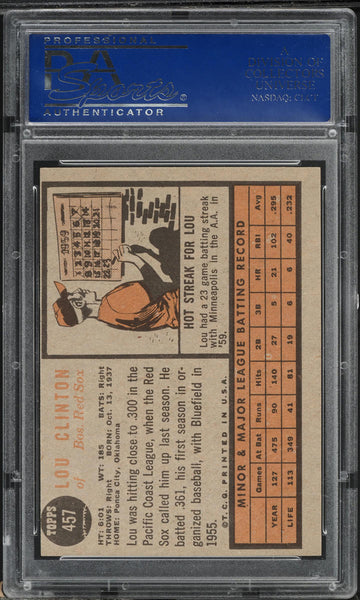 PROFESSIONAL
PSA
Sports
AUTHENTICATOR
A
DIVISION OF
COLLECTORS
UNIVERSE
NASDAQ: CLCT
TOPPS
457
LOU CLINTON
of Bos. Red Sox
HT: 6:01 WT: 185 BATS: Right
THROWS: Right BORN: Oct. 13, 1937
HOME: Ponca City, Oklahoma
Lou was hitting close to .300 in the
Pacific Coast League, when the Red
Sox called him up last season. He
batted .361, his first season in or-
ganized baseball, with Bluefield in
1955.
1959
HOT STREAK FOR LOU
Lou had a 23 game batting streak
with Minneapolis in the A.A. in
'59.
© T.C.G. PRINTED IN U.S.A.
MINOR & MAJOR LEAGUE BATTING RECORD
Games At Bat Runs Hits 2B 3B HR RBI Avg
YEAR 127 475 90 140 27 5 21 102 .295
LIFE 113 349 41 81 19 6 6 40 .232